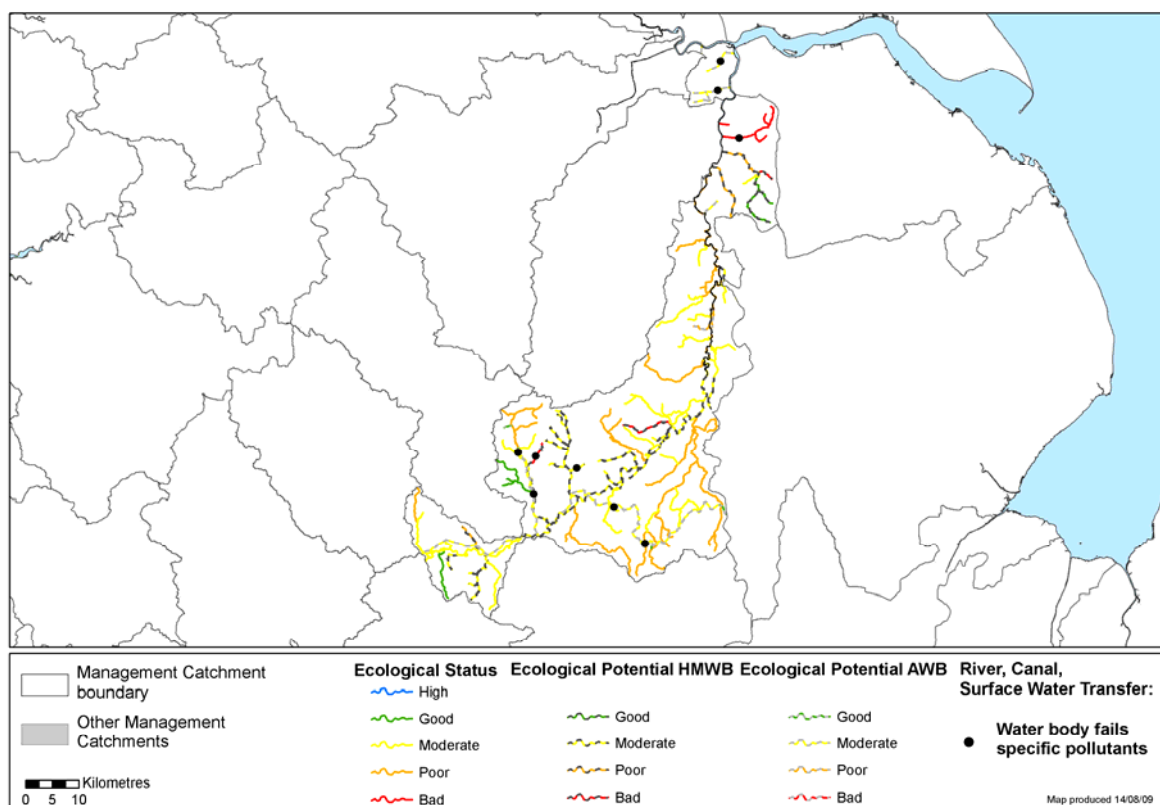 Management Catchment
boundary
Other Management
Catchments
Kilometres
0 5 10
Ecological Status
High
Good
Moderate
Poor
Bad
Ecological Potential HMWB
Good
Moderate
Poor
Bad
Ecological Potential AWB
Good
Moderate
Poor
Bad
River, Canal,
Surface Water Transfer:
Water body fails
specific pollutants
Map produced 14/08/09